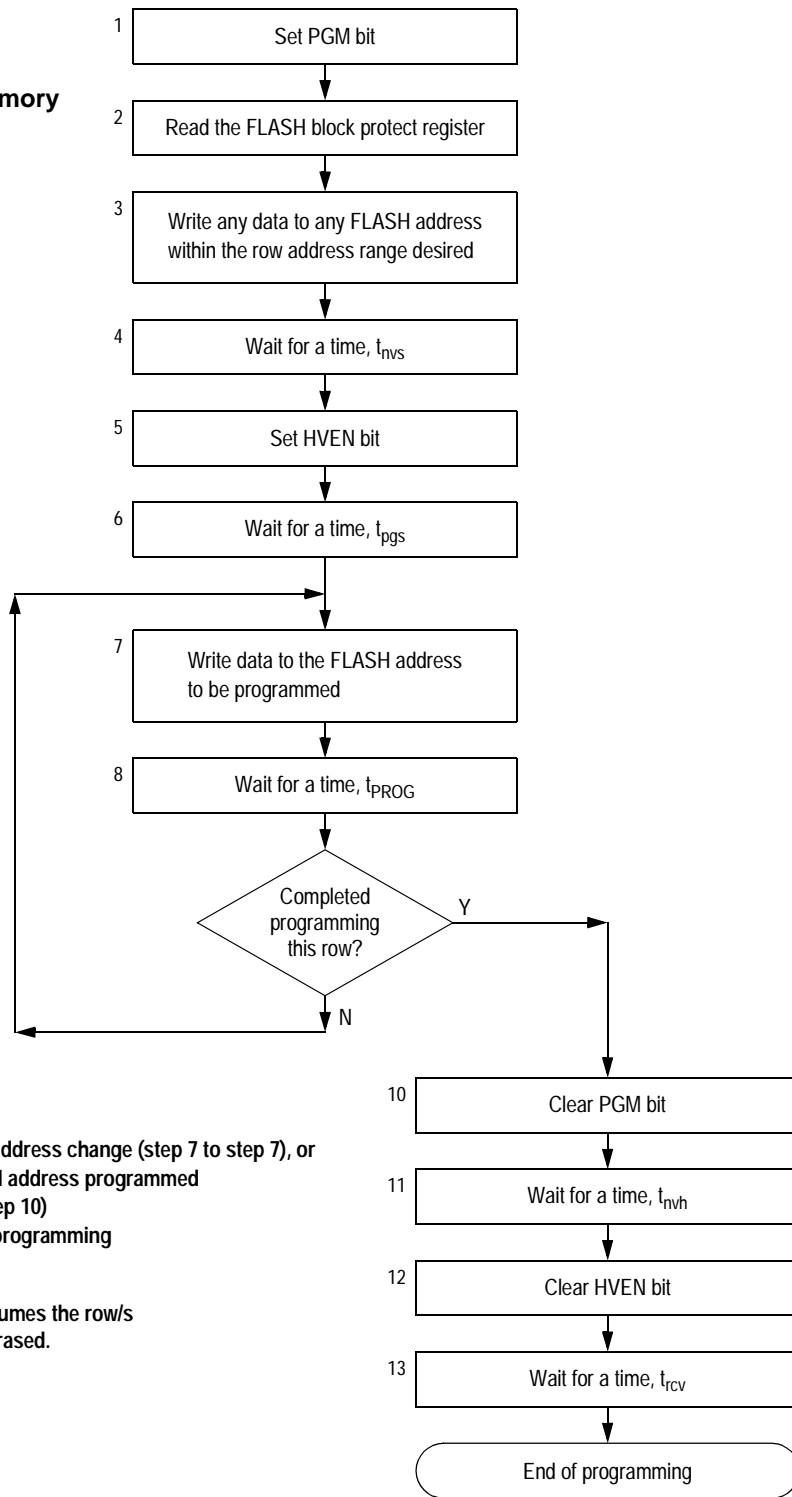 1
Set PGM bit
mory
2
Read the FLASH block protect register
3
Write any data to any FLASH address
within the row address range desired
4
Wait for a time, tnvs
5
Set HVEN bit
6
Wait for a time, tpgs
7
Write data to the FLASH address
to be programmed
8
Wait for a time, tPROG
Completed
programming
this row?
Y
N
10
Clear PGM bit
ddress change (step 7 to step 7), or
address programmed
ep 10)
programming
11
Wait for a time, tnvh
12
Clear HVEN bit
umes the row/s
rased.
13
Wait for a time, trcv
End of programming